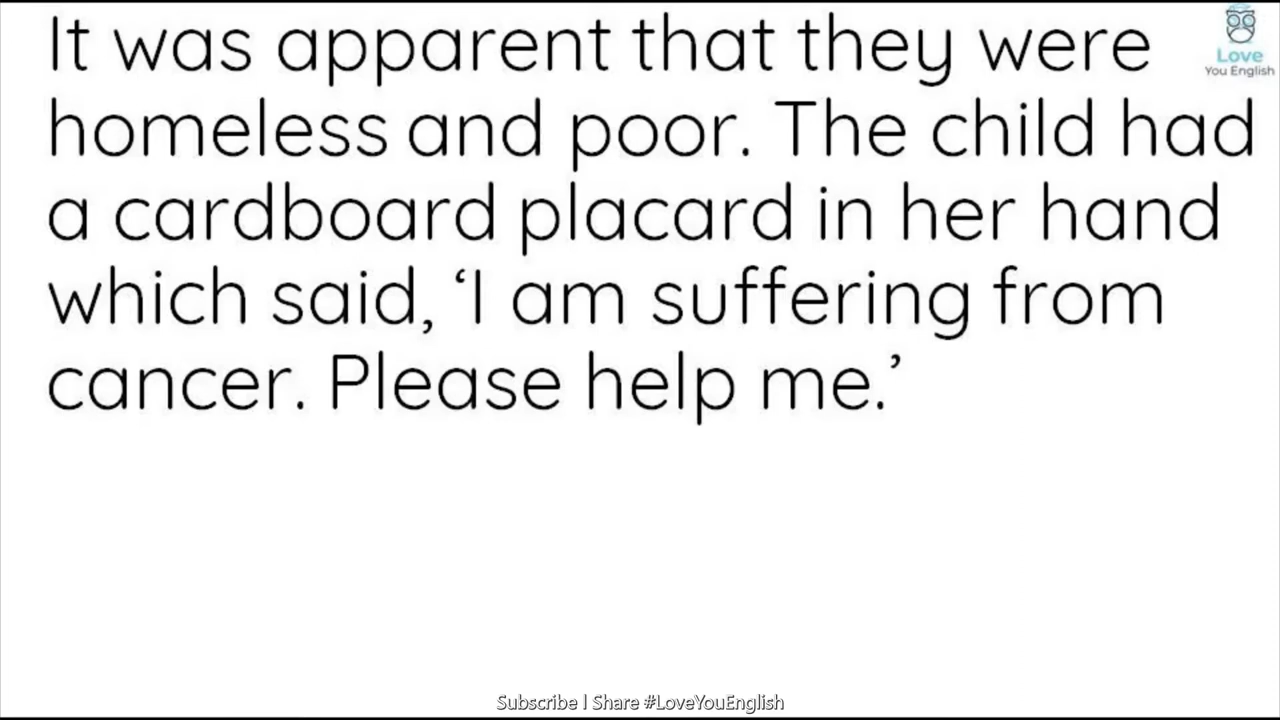 It was apparent that they were
homeless and poor. The child had
a cardboard placard in her hand
which said, ‘I am suffering from
cancer. Please help me.’
Love
You English
Subscribe | Share #LoveYouEnglish